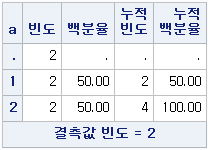 a 빈도 백분율 누적 빈도 누적 백분율
. 2 . . .
1 2 50.00 2 50.00
2 2 50.00 4 100.00
결측값 빈도 = 2